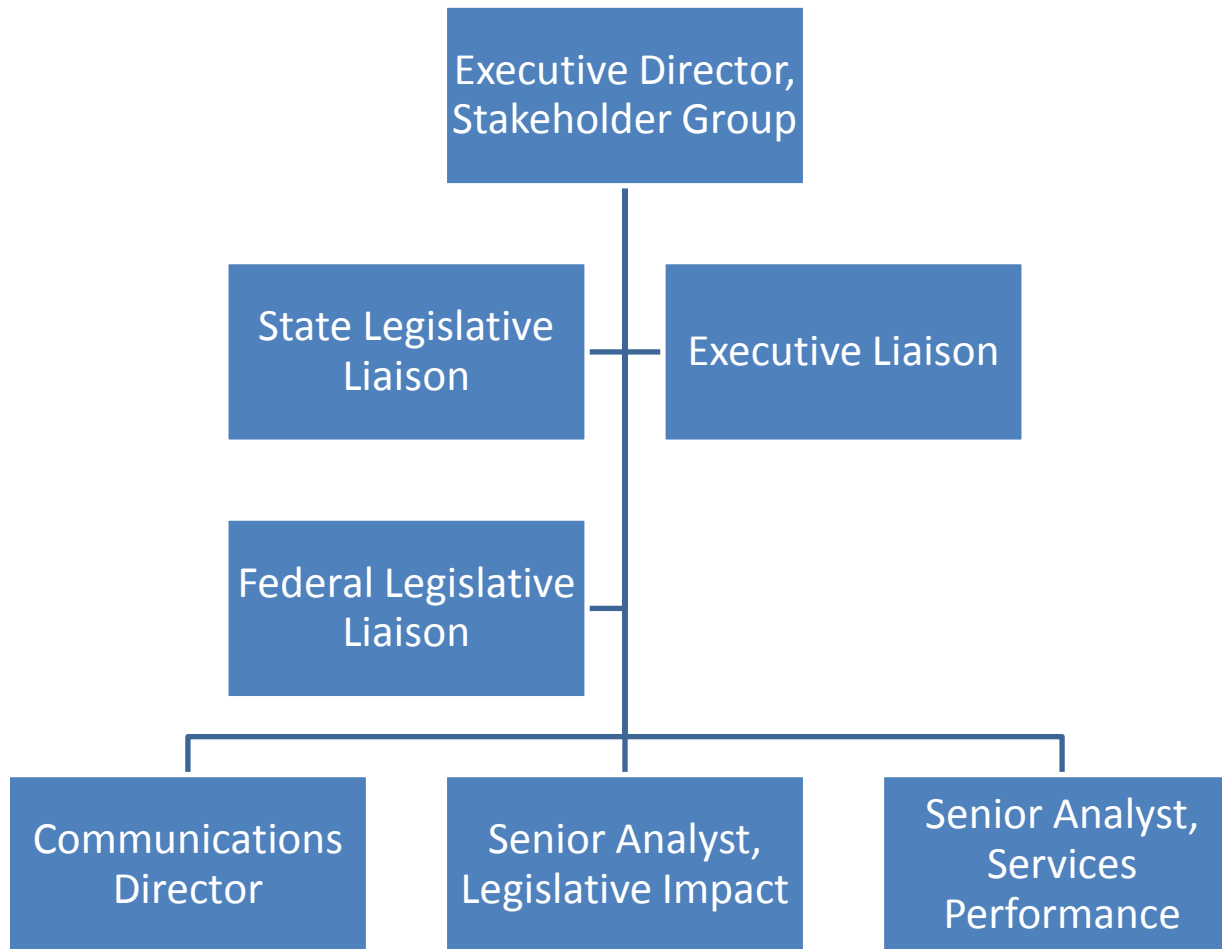 Executive Director,
Stakeholder Group
State Legislative
Liaison
Executive Liaison
Federal Legislative
Liaison
Communications
Director
Senior Analyst,
Legislative Impact
Senior Analyst,
Services
Performance